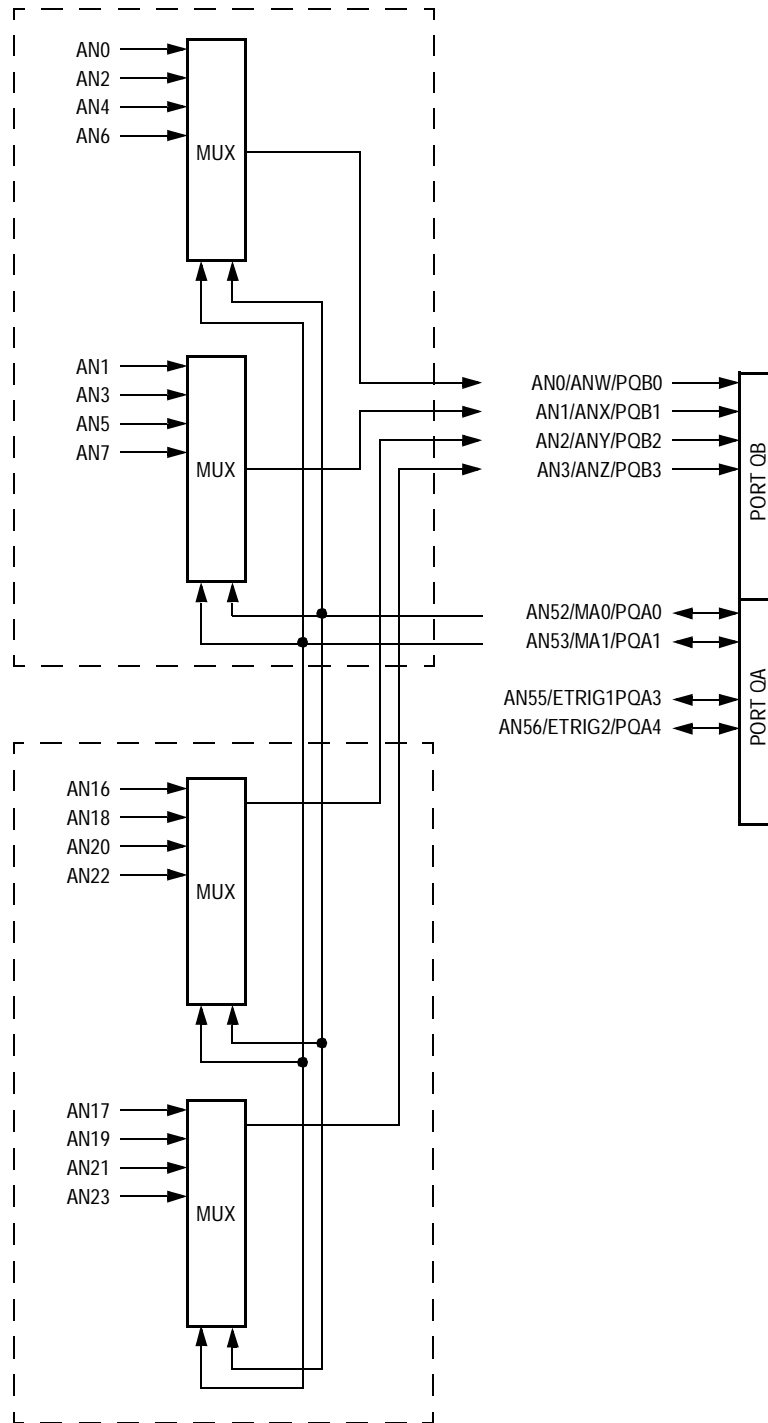 AN0
AN2
AN4
AN6
MUX
AN1
AN3
AN5
AN7
MUX
AN0/ANW/PQB0
AN1/ANX/PQB1
AN2/ANY/PQB2
AN3/ANZ/PQB3
PORT QB
AN52/MA0/PQA0
AN53/MA1/PQA1
AN55/ETRIG1PQA3
AN56/ETRIG2/PQA4
PORT QA
AN16
AN18
AN20
AN22
MUX
AN17
AN19
AN21
AN23
MUX